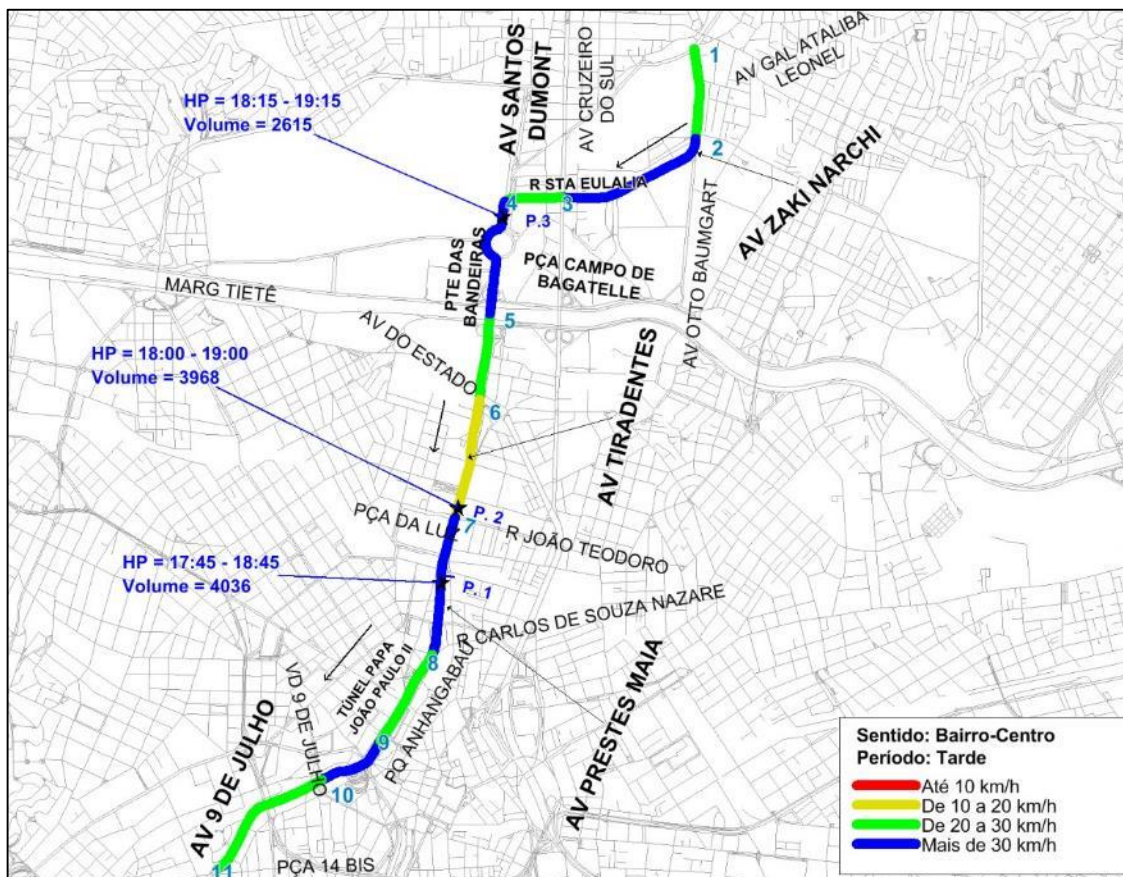 1
AV GAL ATALIBA
LEONEL
AV SANTOS
DUMONT
AV CRUZEIRO
DO SUL
HP = 18:15 - 19:15
Volume = 2615
2
AV ZAKI NARCHI
R STA EULALIA
4
3
P.3
PTE DAS
BANDEIRAS
PÇA CAMPO DE
BAGATELLE
AV OTTO BAUMGART
MARG TIETÊ
5
AV DO ESTADO
HP = 18:00 - 19:00
Volume = 3968
6
AV TIRADENTES
PÇA DA LUZ
P. 2
7
R JOÃO TEODORO
HP = 17:45 - 18:45
Volume = 4036
P. 1
R CARLOS DE SOUZA NAZARE
8
TÚNEL PAPA
JOÃO PAULO II
VD 9 DE JULHO
PQ ANHANGABAÚ
AV PRESTES MAIA
9
AV 9 DE JULHO
10
11
PÇA 14 BIS
Sentido: Bairro-Centro
Período: Tarde
Até 10 km/h
De 10 a 20 km/h
De 20 a 30 km/h
Mais de 30 km/h